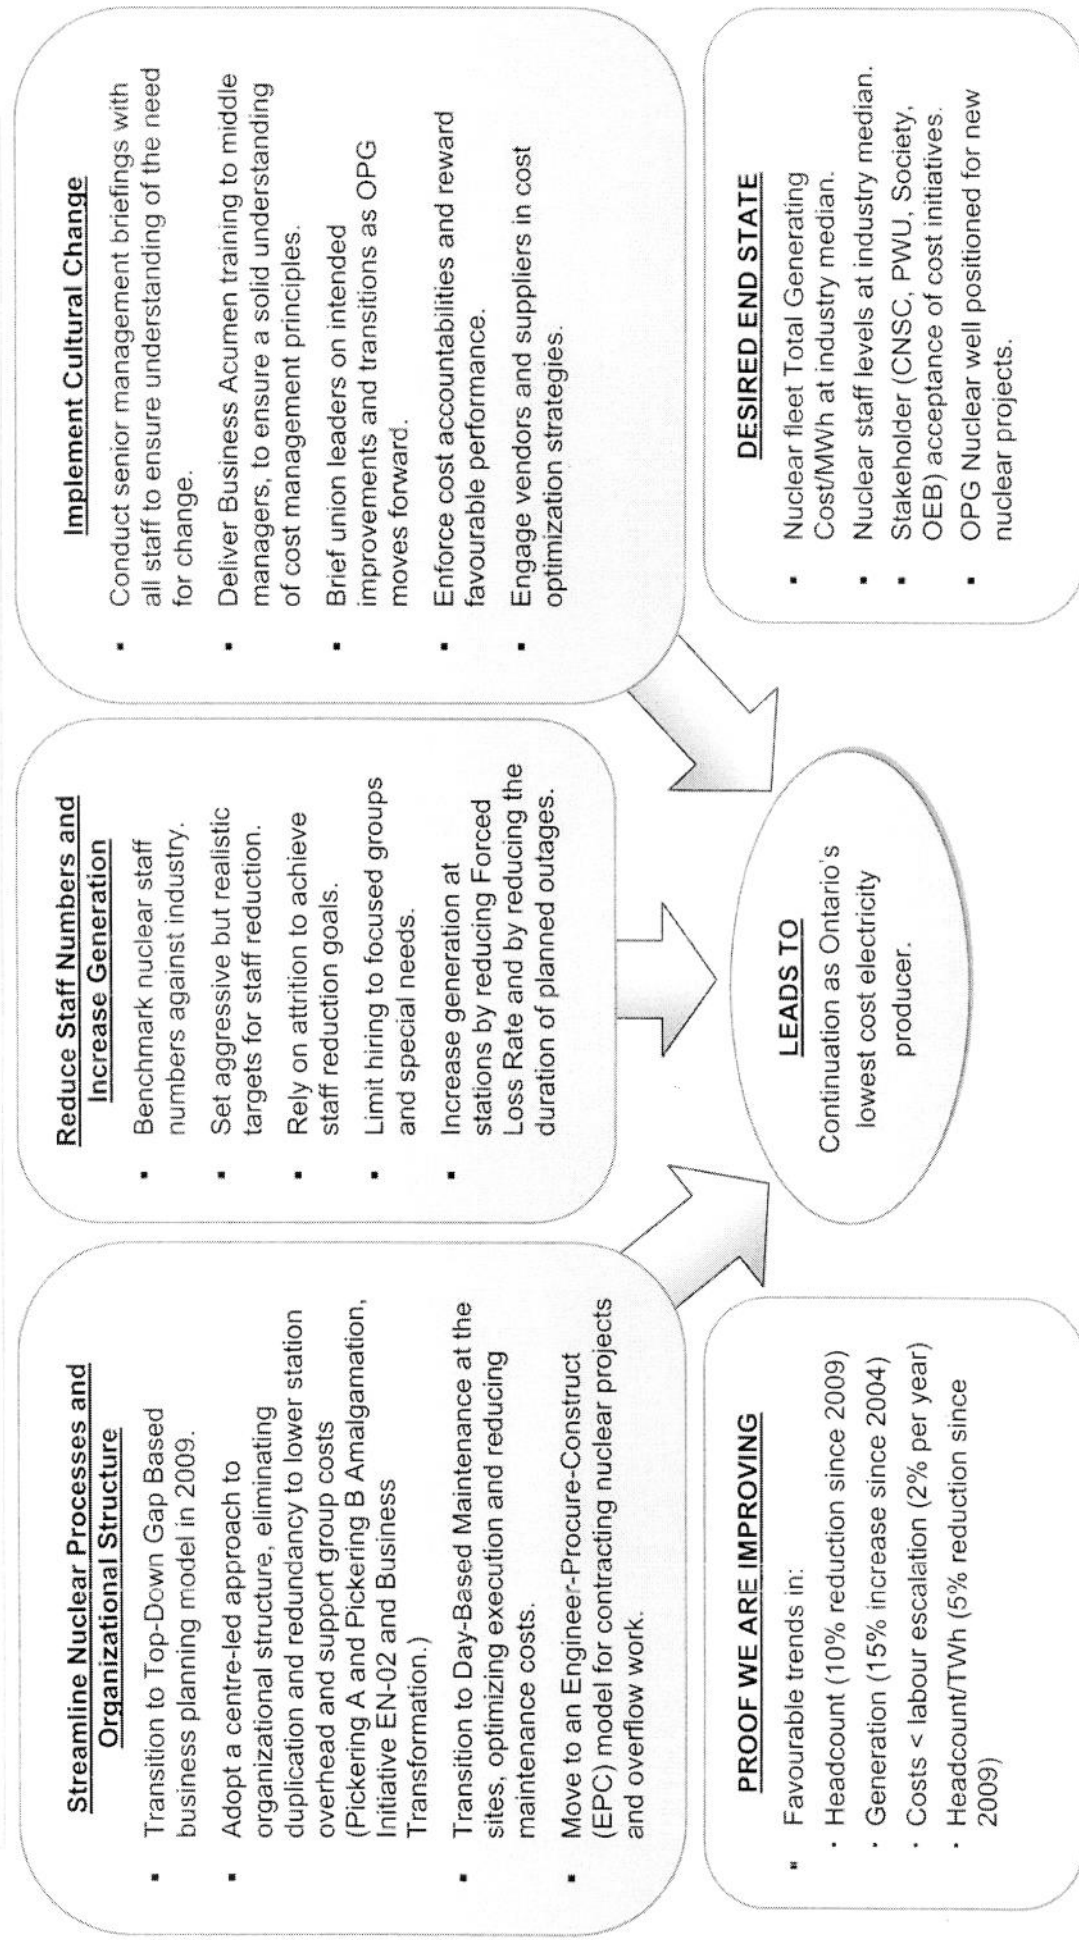 Streamline Nuclear Processes and
Organizational Structure
▪ Transition to Top-Down Gap Based
business planning model in 2009.
▪ Adopt a centre-led approach to
organizational structure, eliminating
duplication and redundancy to lower station
overhead and support group costs
(Pickering A and Pickering B Amalgamation,
Initiative EN-02 and Business
Transformation.)
▪ Transition to Day-Based Maintenance at the
sites, optimizing execution and reducing
maintenance costs.
▪ Move to an Engineer-Procure-Construct
(EPC) model for contracting nuclear projects
and overflow work.
Reduce Staff Numbers and
Increase Generation
▪ Benchmark nuclear staff
numbers against industry.
▪ Set aggressive but realistic
targets for staff reduction.
▪ Rely on attrition to achieve
staff reduction goals.
▪ Limit hiring to focused groups
and special needs.
▪ Increase generation at
stations by reducing Forced
Loss Rate and by reducing the
duration of planned outages.
Implement Cultural Change
▪ Conduct senior management briefings with
all staff to ensure understanding of the need
for change.
▪ Deliver Business Acumen training to middle
managers, to ensure a solid understanding
of cost management principles.
▪ Brief union leaders on intended
improvements and transitions as OPG
moves forward.
▪ Enforce cost accountabilities and reward
favourable performance.
▪ Engage vendors and suppliers in cost
optimization strategies.
PROOF WE ARE IMPROVING
▪ Favourable trends in:
· Headcount (10% reduction since 2009)
· Generation (15% increase since 2004)
· Costs < labour escalation (2% per year)
· Headcount/TWh (5% reduction since
2009)
LEADS TO
Continuation as Ontario's
lowest cost electricity
producer.
DESIRED END STATE
▪ Nuclear fleet Total Generating
Cost/MWh at industry median.
▪ Nuclear staff levels at industry median.
▪ Stakeholder (CNSC, PWU, Society,
OEB) acceptance of cost initiatives.
▪ OPG Nuclear well positioned for new
nuclear projects.